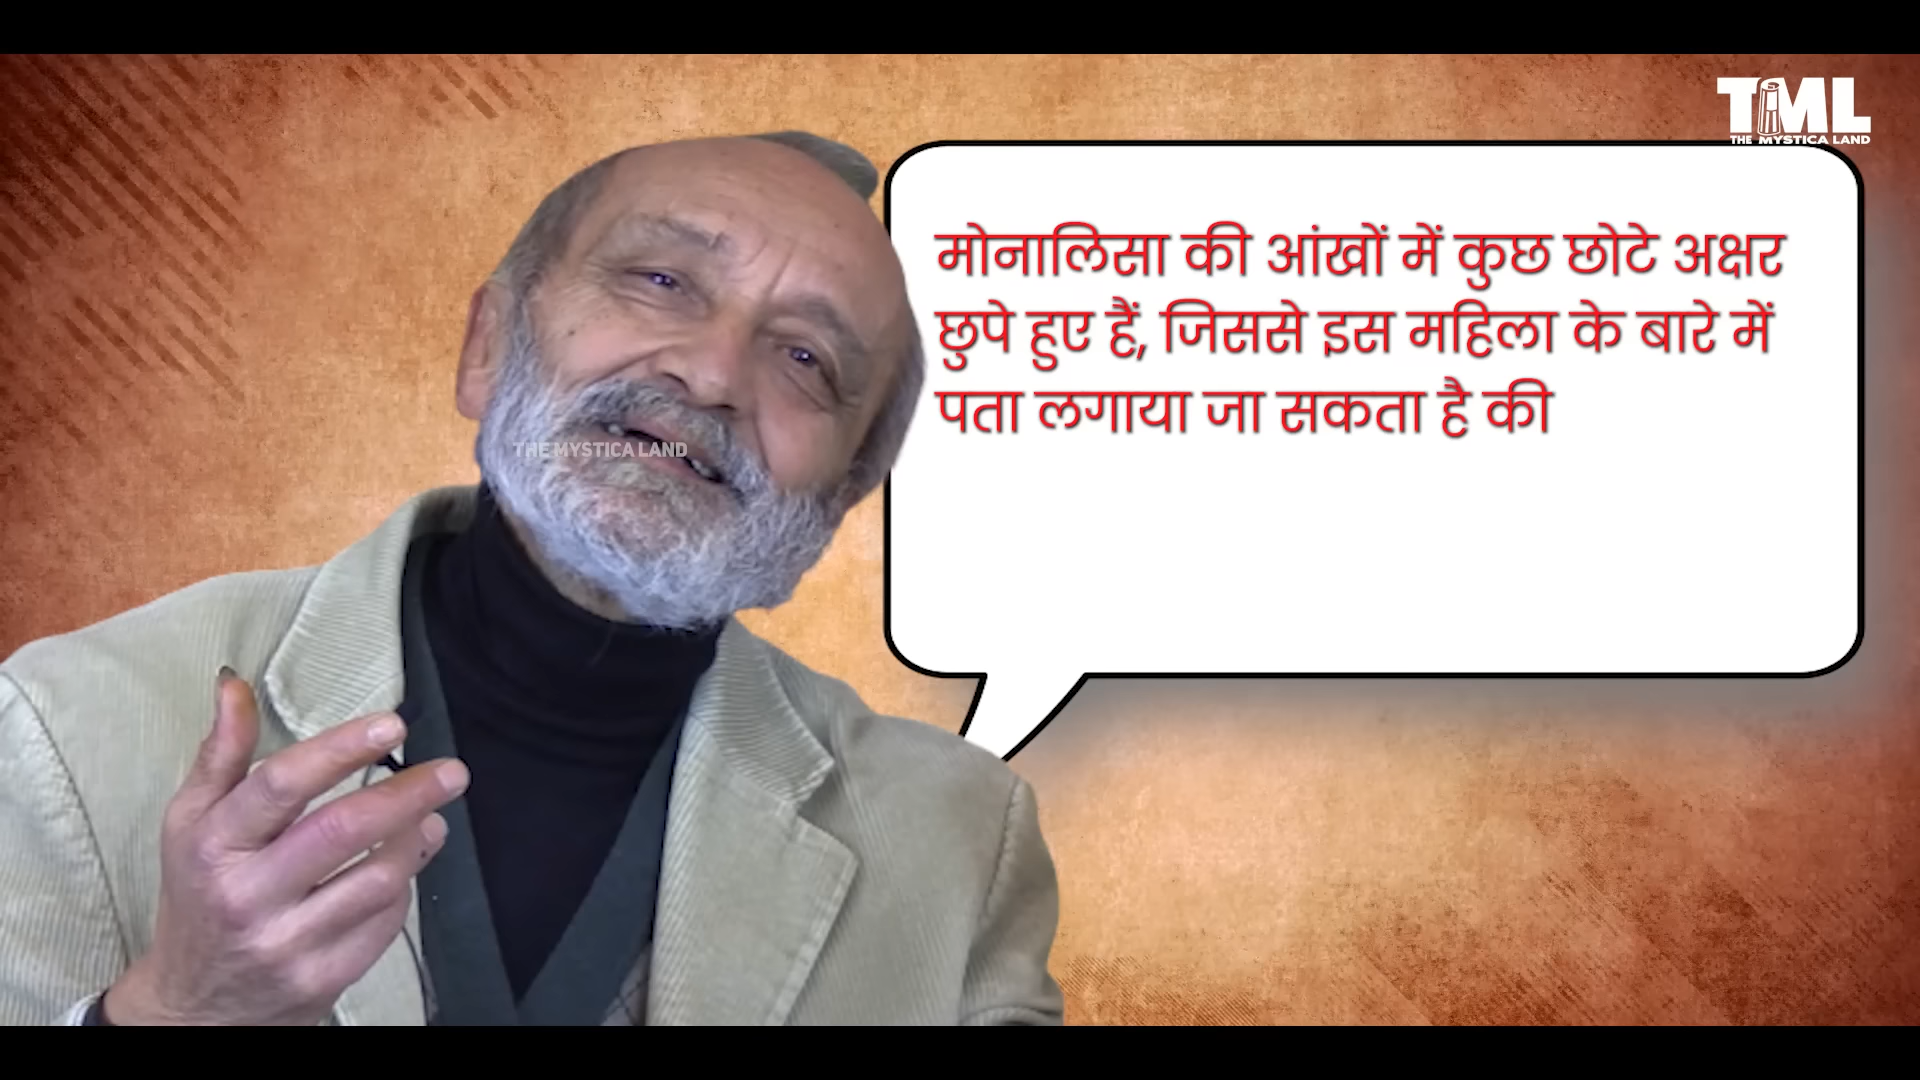 TML
THE MYSTICA LAND
मोनालिसा की आंखों में कुछ छोटे अक्षर
छुपे हुए हैं, जिससे इस महिला के बारे में
पता लगाया जा सकता है की
THE MYSTICA LAND